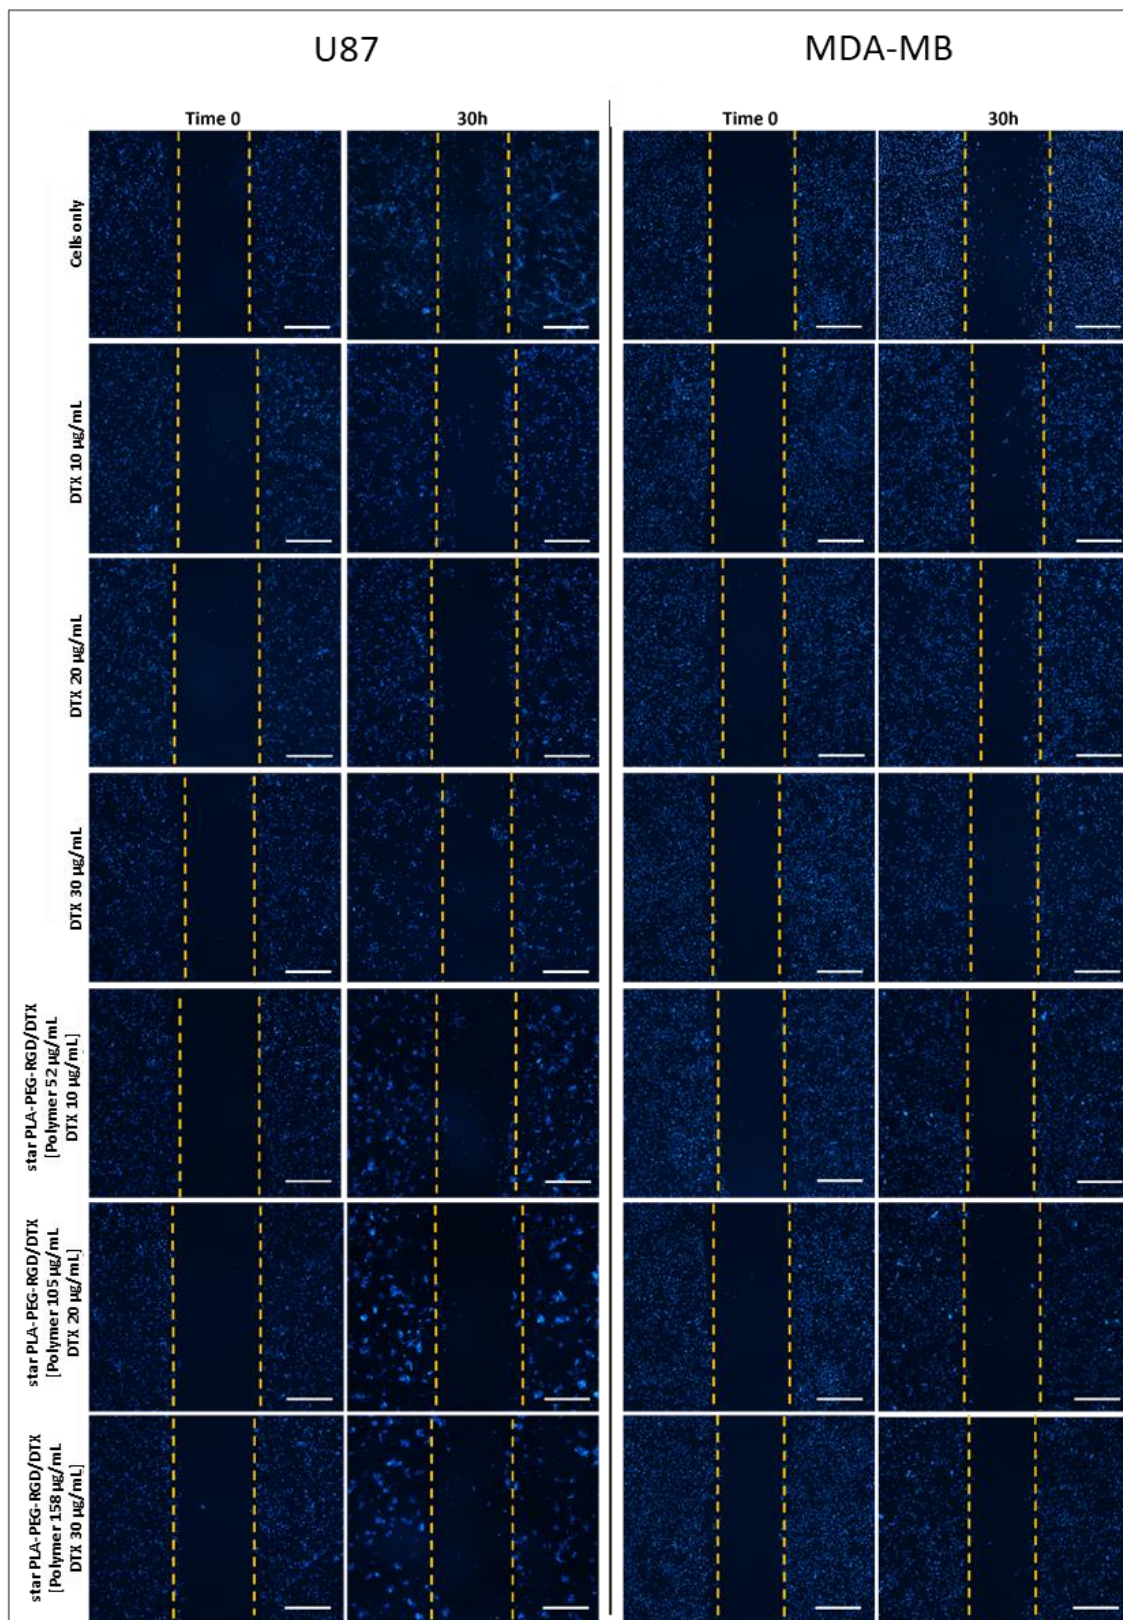 U87
MDA-MB
Time 0
30h
Time 0
30h
Cells only
DTX 10 µg/mL
DTX 20 µg/mL
DTX 30 µg/mL
star PLA-PEG-RGD/DTX
[Polymer 52 µg/mL
DTX 10 µg/mL]
star PLA-PEG-RGD/DTX
[Polymer 105 µg/mL
DTX 20 µg/mL]
star PLA-PEG-RGD/DTX
[Polymer 158 µg/mL
DTX 30 µg/mL]